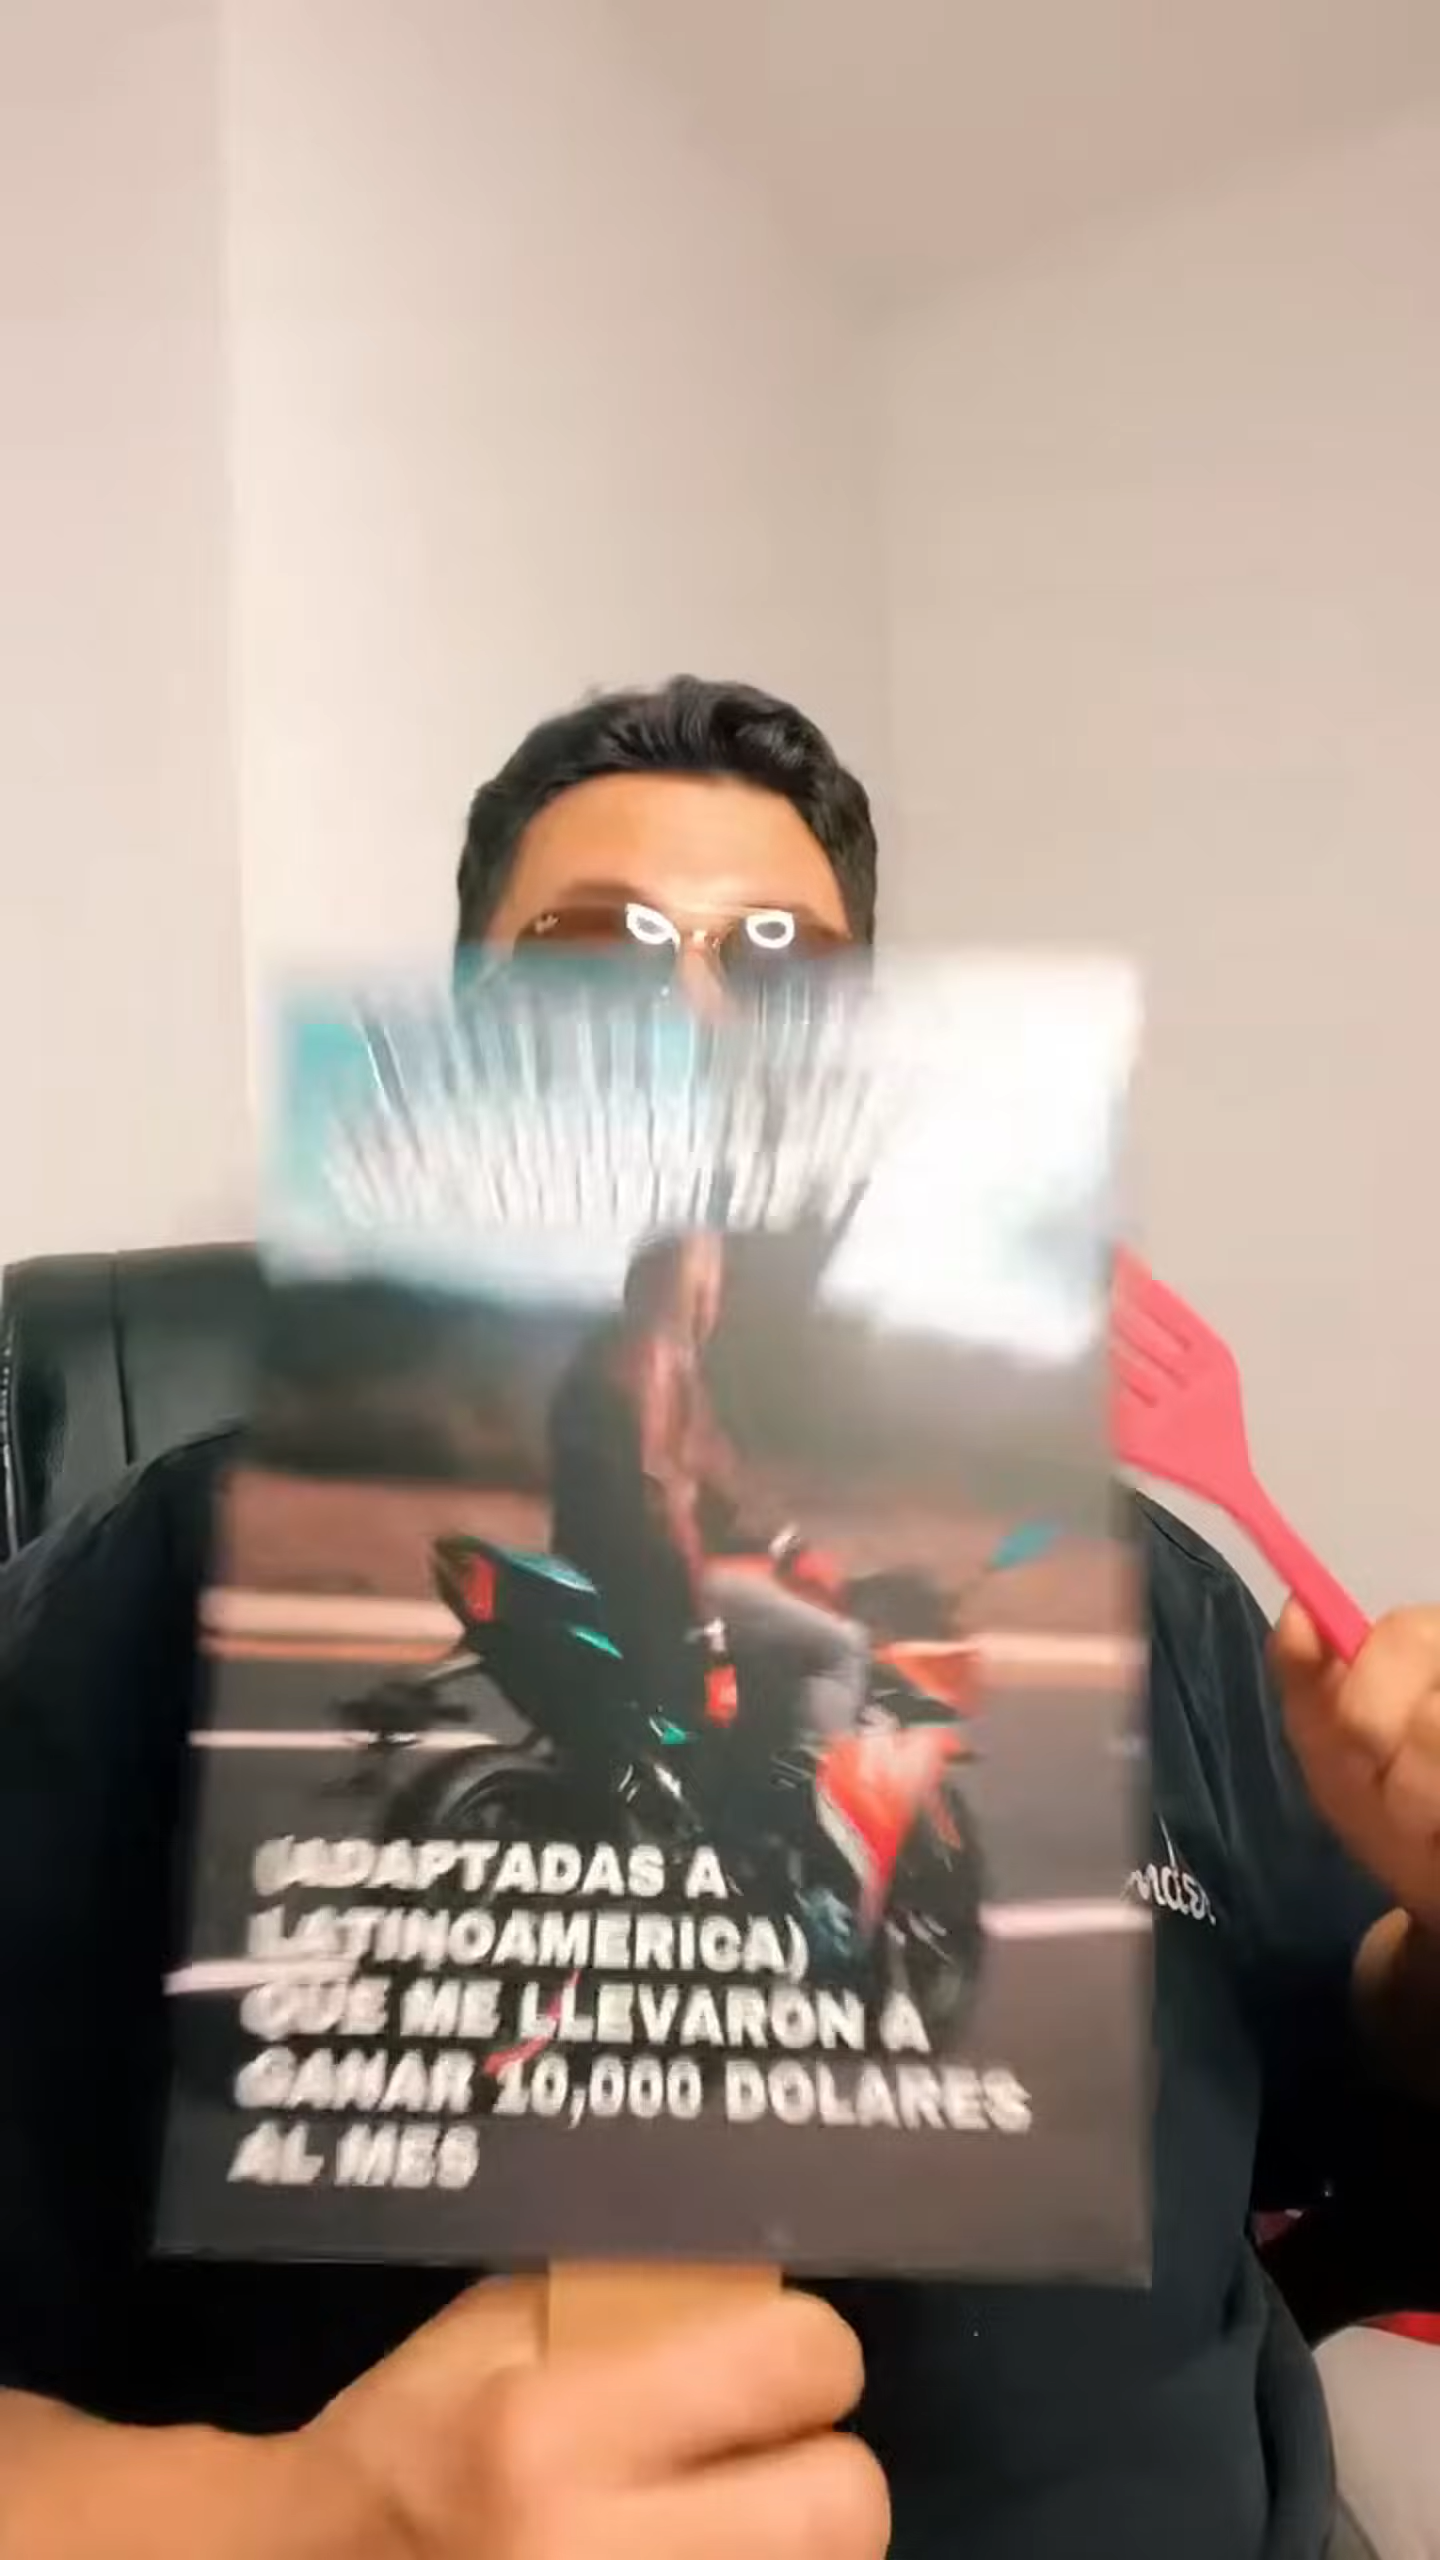 (ADAPTADAS A
LATINOAMERICA)
QUE ME LLEVARON A
GANAR 10,000 DOLARES
AL MES